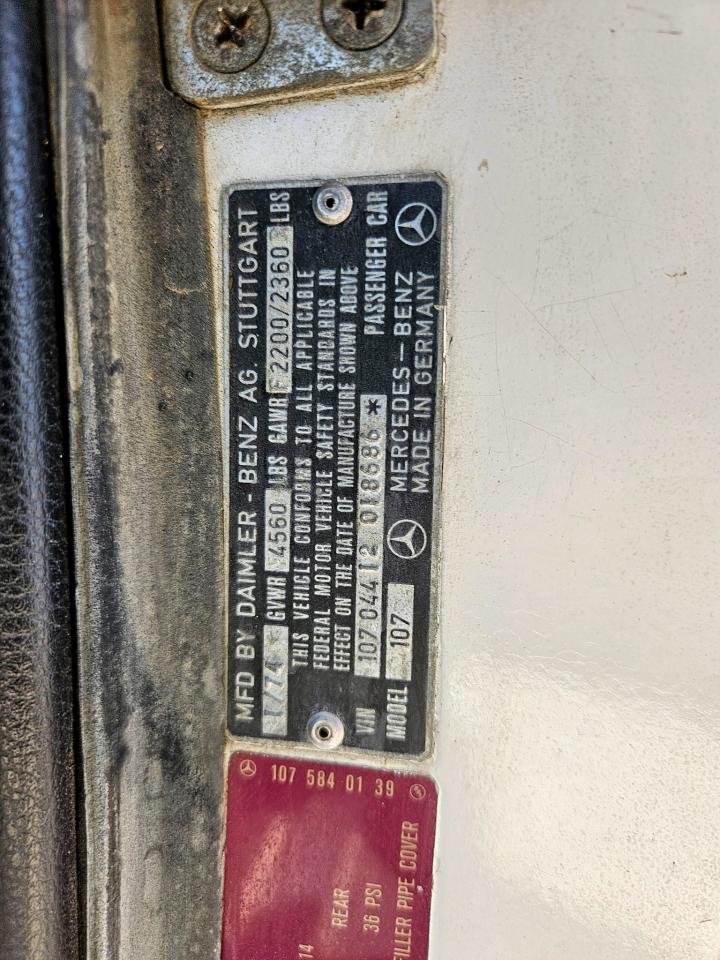 MFD BY DAIMLER - BENZ AG. STUTTGART
1/74 * GVWR 4560 LBS GAWR F 2200/2360 R LBS
THIS VEHICLE CONFORMS TO ALL APPLICABLE
FEDERAL MOTOR VEHICLE SAFETY STANDARDS IN
EFFECT ON THE DATE OF MANUFACTURE SHOWN ABOVE
VIN 107 044 12 018686 * PASSENGER CAR
MODEL 107 MERCEDES-BENZ
MADE IN GERMANY
107 584 01 39
14
REAR
36 PSI
FILLER PIPE COVER